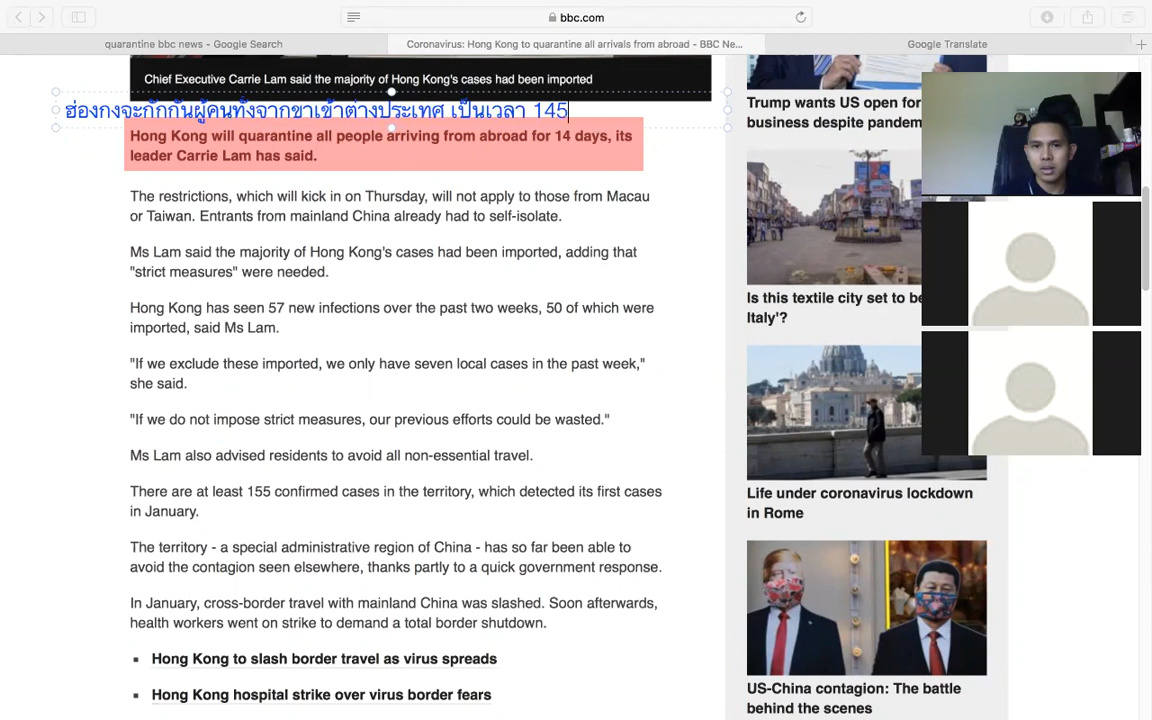 bbc.com
quarantine bbc news - Google Search
Coronavirus: Hong Kong to quarantine all arrivals from abroad - BBC Ne...
Google Translate
Chief Executive Carrie Lam said the majority of Hong Kong's cases had been imported
ฮ่องกงจะกักกันผู้คนทั้งจากขาเข้าต่างประเทศ เป็นเวลา 145
Hong Kong will quarantine all people arriving from abroad for 14 days, its
leader Carrie Lam has said.
The restrictions, which will kick in on Thursday, will not apply to those from Macau
or Taiwan. Entrants from mainland China already had to self-isolate.
Ms Lam said the majority of Hong Kong's cases had been imported, adding that
"strict measures" were needed.
Hong Kong has seen 57 new infections over the past two weeks, 50 of which were
imported, said Ms Lam.
"If we exclude these imported, we only have seven local cases in the past week,"
she said.
"If we do not impose strict measures, our previous efforts could be wasted."
Ms Lam also advised residents to avoid all non-essential travel.
There are at least 155 confirmed cases in the territory, which detected its first cases
in January.
The territory - a special administrative region of China - has so far been able to
avoid the contagion seen elsewhere, thanks partly to a quick government response.
In January, cross-border travel with mainland China was slashed. Soon afterwards,
health workers went on strike to demand a total border shutdown.
Hong Kong to slash border travel as virus spreads
Hong Kong hospital strike over virus border fears
Trump wants US open for
business despite pandem
Is this textile city set to be
Italy'?
Life under coronavirus lockdown
in Rome
US-China contagion: The battle
behind the scenes